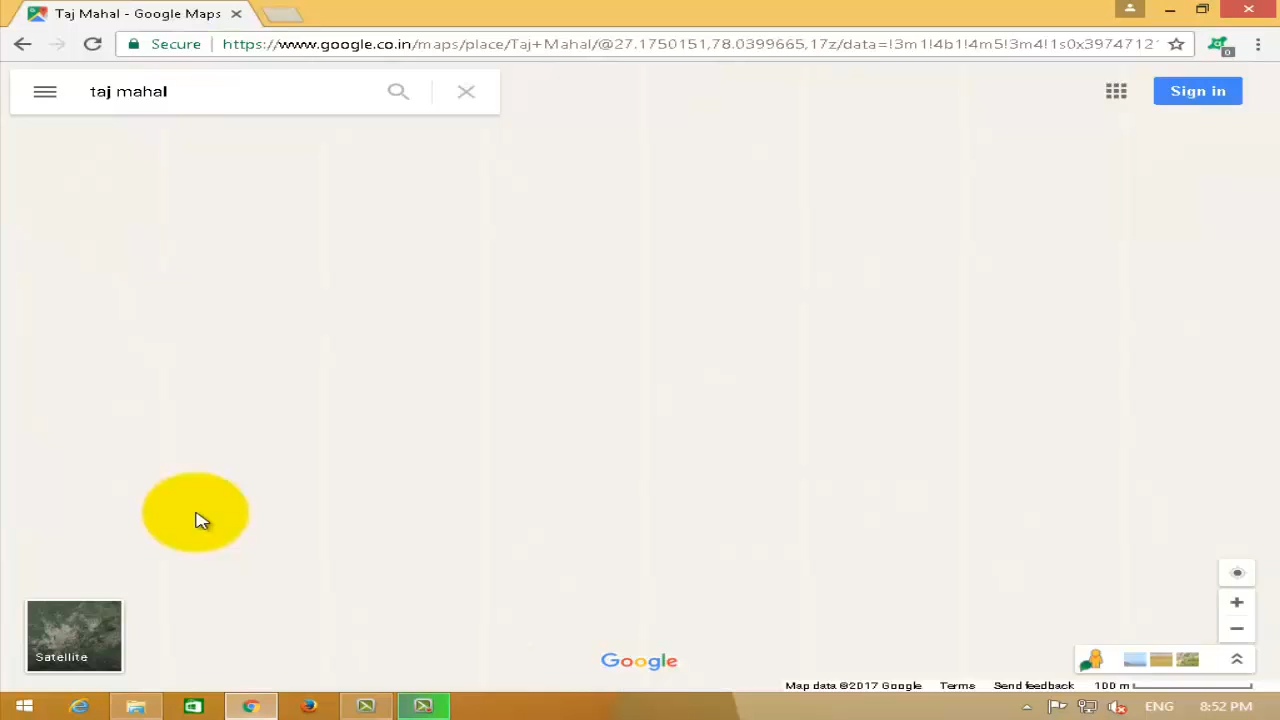 Taj Mahal - Google Maps
Secure
https://www.google.co.in/maps/place/Taj+Mahal/@27.1750151,78.0399665,17z/data=!3m1!4b1!4m5!3m4!1s0x3974712
0
taj mahal
Sign in
Satellite
Google
Map data ©2017 Google
Terms
Send feedback
100 m
ENG
8:52 PM